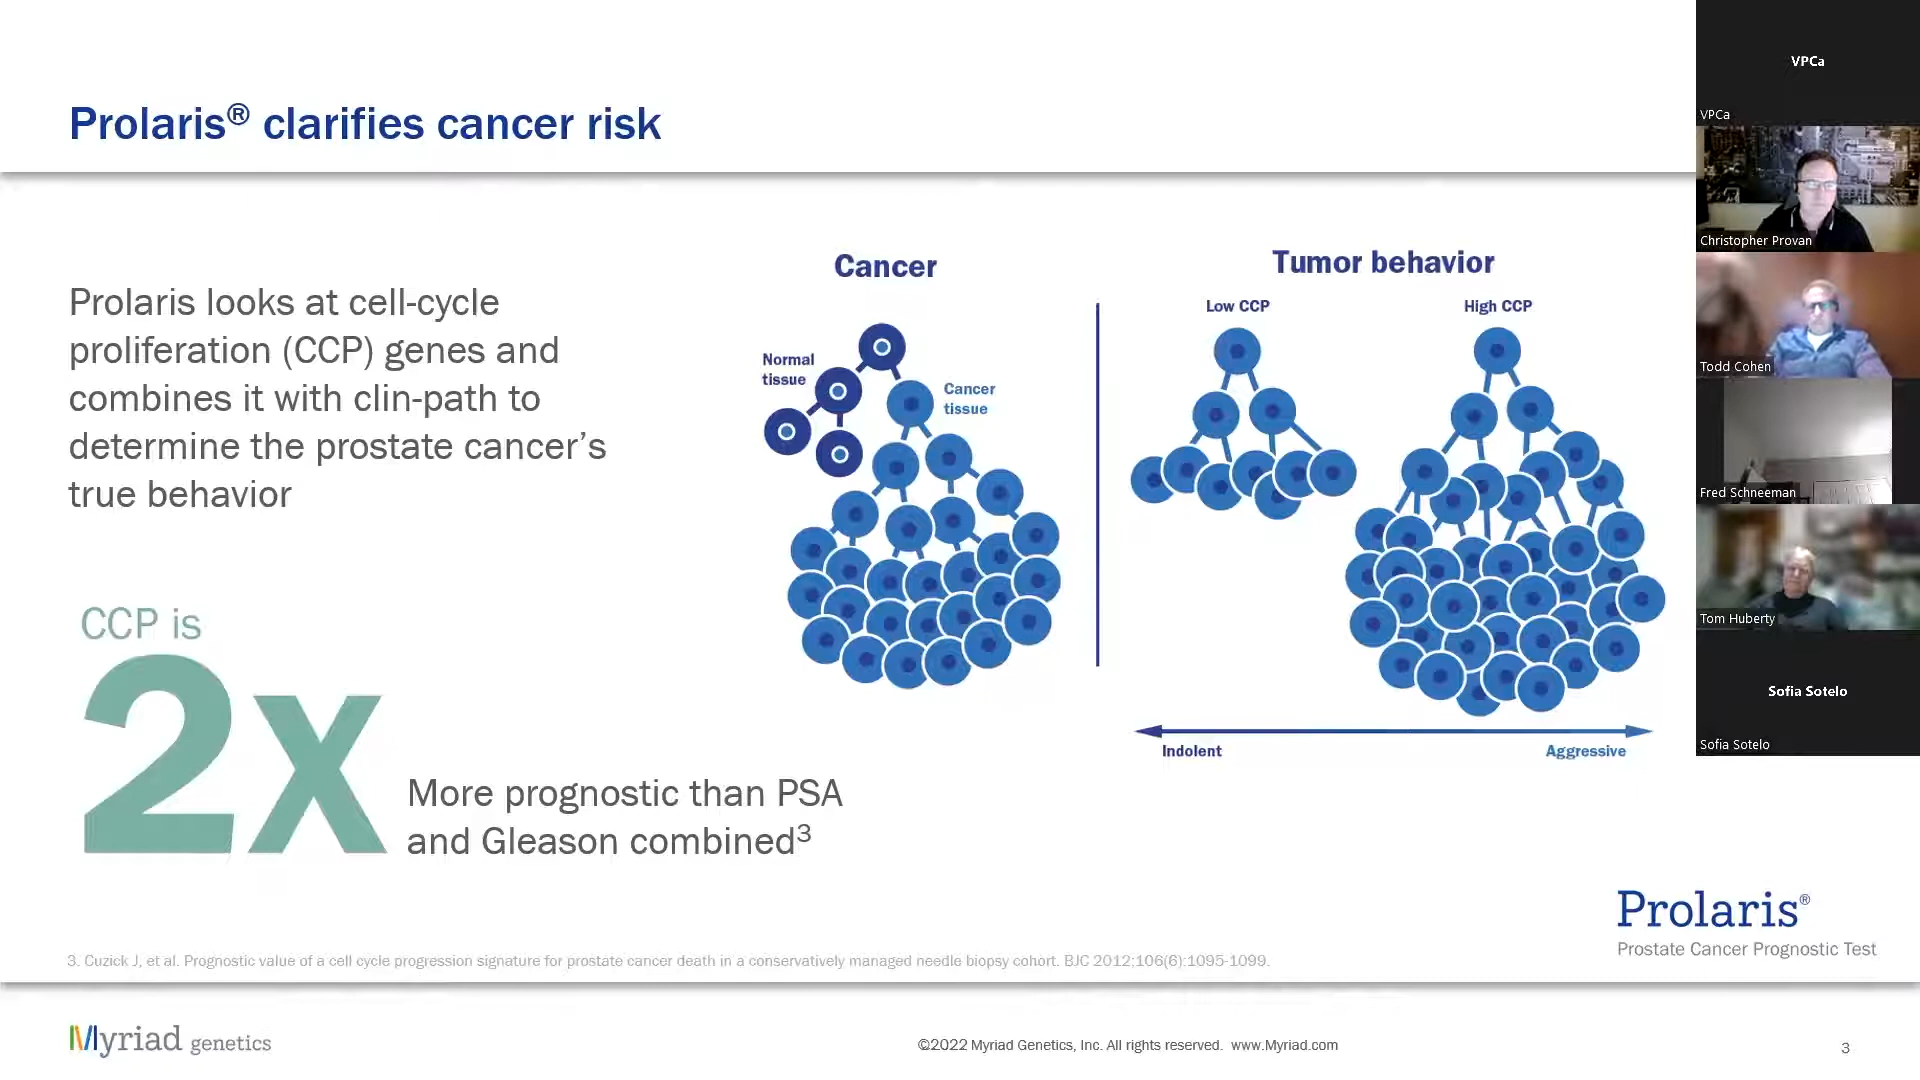 Prolaris® clarifies cancer risk
Prolaris looks at cell-cycle
proliferation (CCP) genes and
combines it with clin-path to
determine the prostate cancer’s
true behavior
CCP is
2x
More prognostic than PSA
and Gleason combined³
Cancer
Normal
tissue
Cancer
tissue
Tumor behavior
Low CCP
High CCP
Indolent
Aggressive
Prolaris®
Prostate Cancer Prognostic Test
3. Cuzick J, et al. Prognostic value of a cell cycle progression signature for prostate cancer death in a conservatively managed needle biopsy cohort. BJC 2012;106(6):1095-1099.
Myriad genetics
©2022 Myriad Genetics, Inc. All rights reserved. www.Myriad.com
3
VPCa
VPCa
Christopher Provan
Todd Cohen
Fred Schneeman
Tom Huberty
Sofia Sotelo
Sofia Sotelo